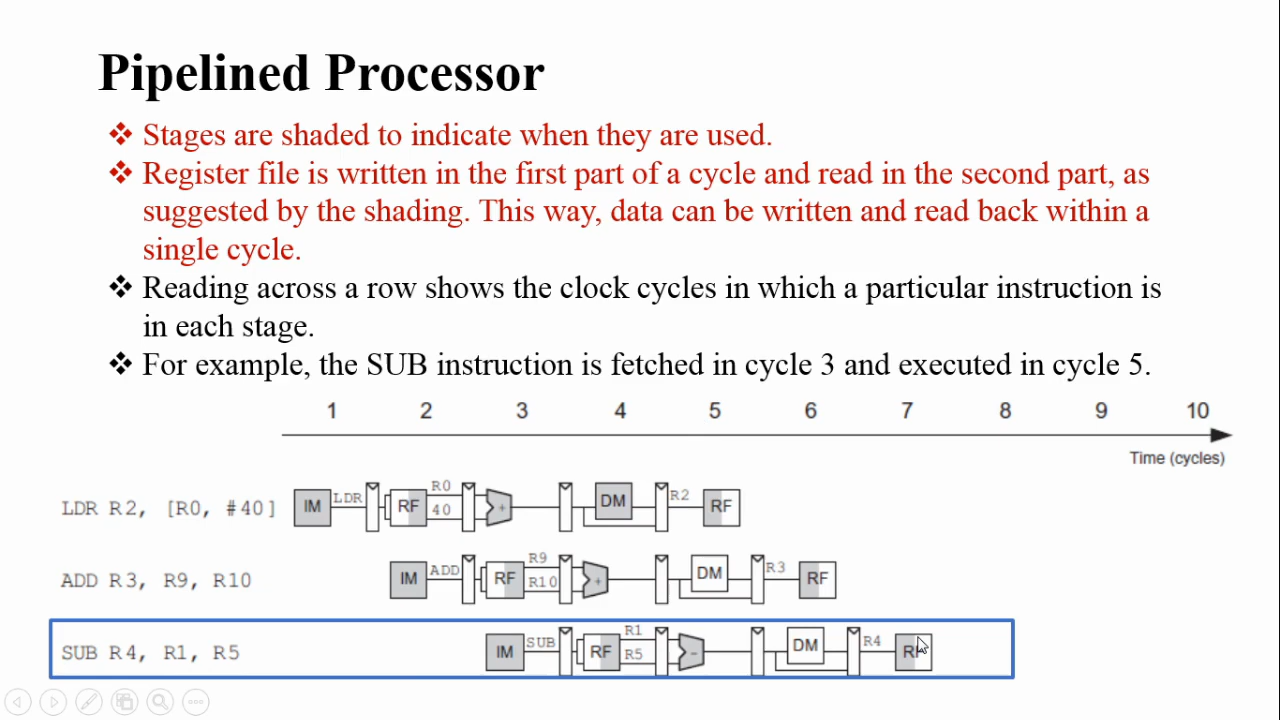 Pipelined Processor
❖ Stages are shaded to indicate when they are used.
❖ Register file is written in the first part of a cycle and read in the second part, as
suggested by the shading. This way, data can be written and read back within a
single cycle.
❖ Reading across a row shows the clock cycles in which a particular instruction is
in each stage.
❖ For example, the SUB instruction is fetched in cycle 3 and executed in cycle 5.
1 2 3 4 5 6 7 8 9 10
Time (cycles)
LDR R2, [R0, #40] IM LDR RF R0 40 + DM R2 RF
ADD R3, R9, R10 IM ADD RF R9 R10 + DM R3 RF
SUB R4, R1, R5 IM SUB RF R1 R5 - DM R4 RF